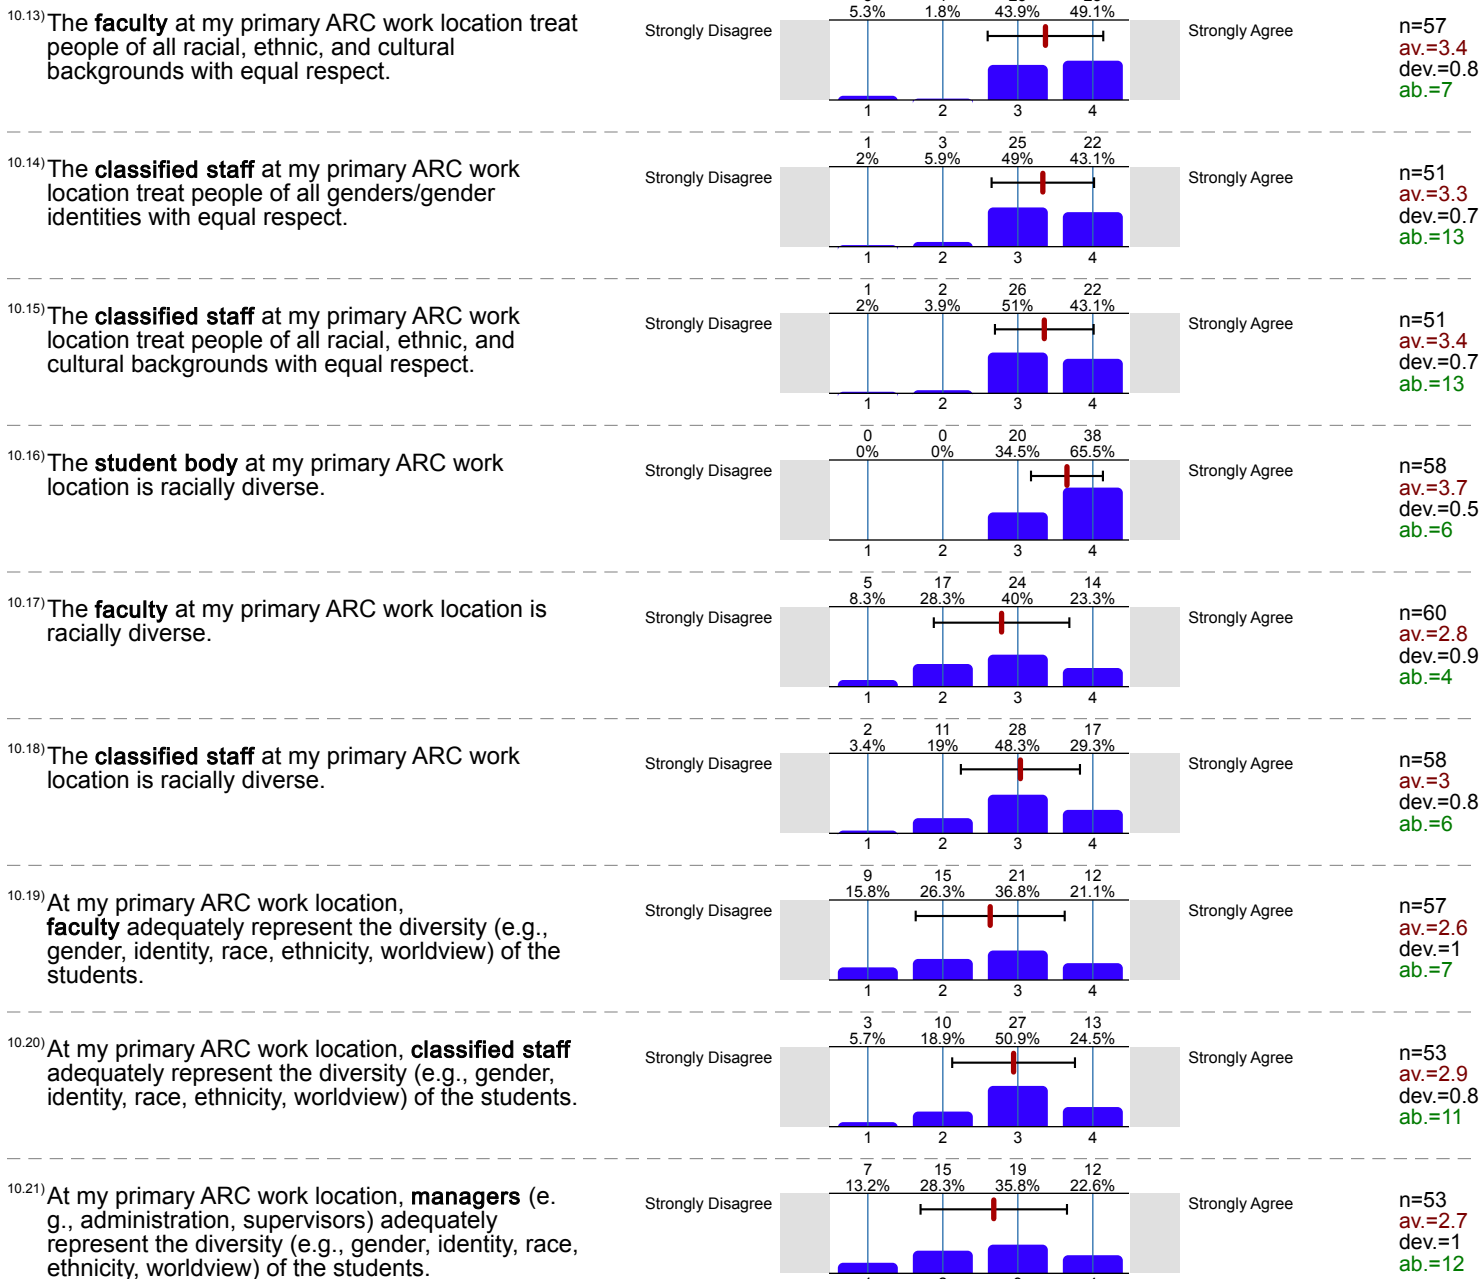 5.3% 1.8% 43.9% 49.1%
10.13) The faculty at my primary ARC work location treat
people of all racial, ethnic, and cultural
backgrounds with equal respect.
Strongly Disagree
Strongly Agree
n=57
av.=3.4
dev.=0.8
ab.=7
1 2 3 4
1 3 25 22
2% 5.9% 49% 43.1%
10.14) The classified staff at my primary ARC work
location treat people of all genders/gender
identities with equal respect.
Strongly Disagree
Strongly Agree
n=51
av.=3.3
dev.=0.7
ab.=13
1 2 3 4
1 2 26 22
2% 3.9% 51% 43.1%
10.15) The classified staff at my primary ARC work
location treat people of all racial, ethnic, and
cultural backgrounds with equal respect.
Strongly Disagree
Strongly Agree
n=51
av.=3.4
dev.=0.7
ab.=13
1 2 3 4
0 0 20 38
0% 0% 34.5% 65.5%
10.16) The student body at my primary ARC work
location is racially diverse.
Strongly Disagree
Strongly Agree
n=58
av.=3.7
dev.=0.5
ab.=6
1 2 3 4
5 17 24 14
8.3% 28.3% 40% 23.3%
10.17) The faculty at my primary ARC work location is
racially diverse.
Strongly Disagree
Strongly Agree
n=60
av.=2.8
dev.=0.9
ab.=4
1 2 3 4
2 11 28 17
3.4% 19% 48.3% 29.3%
10.18) The classified staff at my primary ARC work
location is racially diverse.
Strongly Disagree
Strongly Agree
n=58
av.=3
dev.=0.8
ab.=6
1 2 3 4
9 15 21 12
15.8% 26.3% 36.8% 21.1%
10.19) At my primary ARC work location,
faculty adequately represent the diversity (e.g.,
gender, identity, race, ethnicity, worldview) of the
students.
Strongly Disagree
Strongly Agree
n=57
av.=2.6
dev.=1
ab.=7
1 2 3 4
3 10 27 13
5.7% 18.9% 50.9% 24.5%
10.20) At my primary ARC work location, classified staff
adequately represent the diversity (e.g., gender,
identity, race, ethnicity, worldview) of the students.
Strongly Disagree
Strongly Agree
n=53
av.=2.9
dev.=0.8
ab.=11
1 2 3 4
7 15 19 12
13.2% 28.3% 35.8% 22.6%
10.21) At my primary ARC work location, managers (e.
g., administration, supervisors) adequately
represent the diversity (e.g., gender, identity, race,
ethnicity, worldview) of the students.
Strongly Disagree
Strongly Agree
n=53
av.=2.7
dev.=1
ab.=12